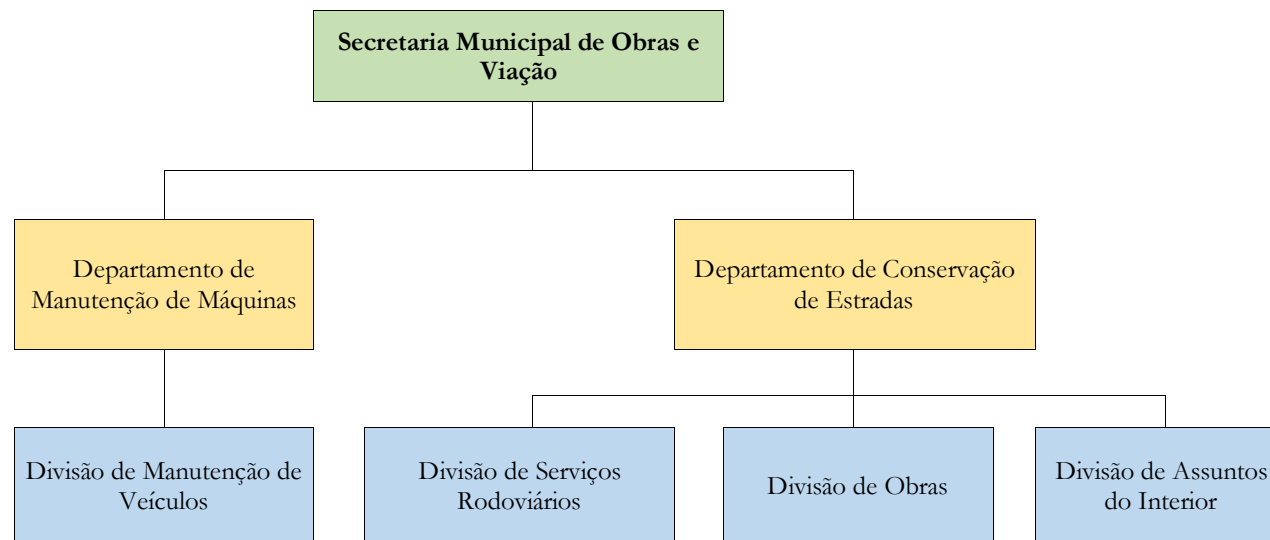 Secretaria Municipal de Obras e
Viação
Departamento de
Manutenção de Máquinas
Departamento de Conservação
de Estradas
Divisão de Manutenção de
Veículos
Divisão de Serviços
Rodoviários
Divisão de Obras
Divisão de Assuntos
do Interior